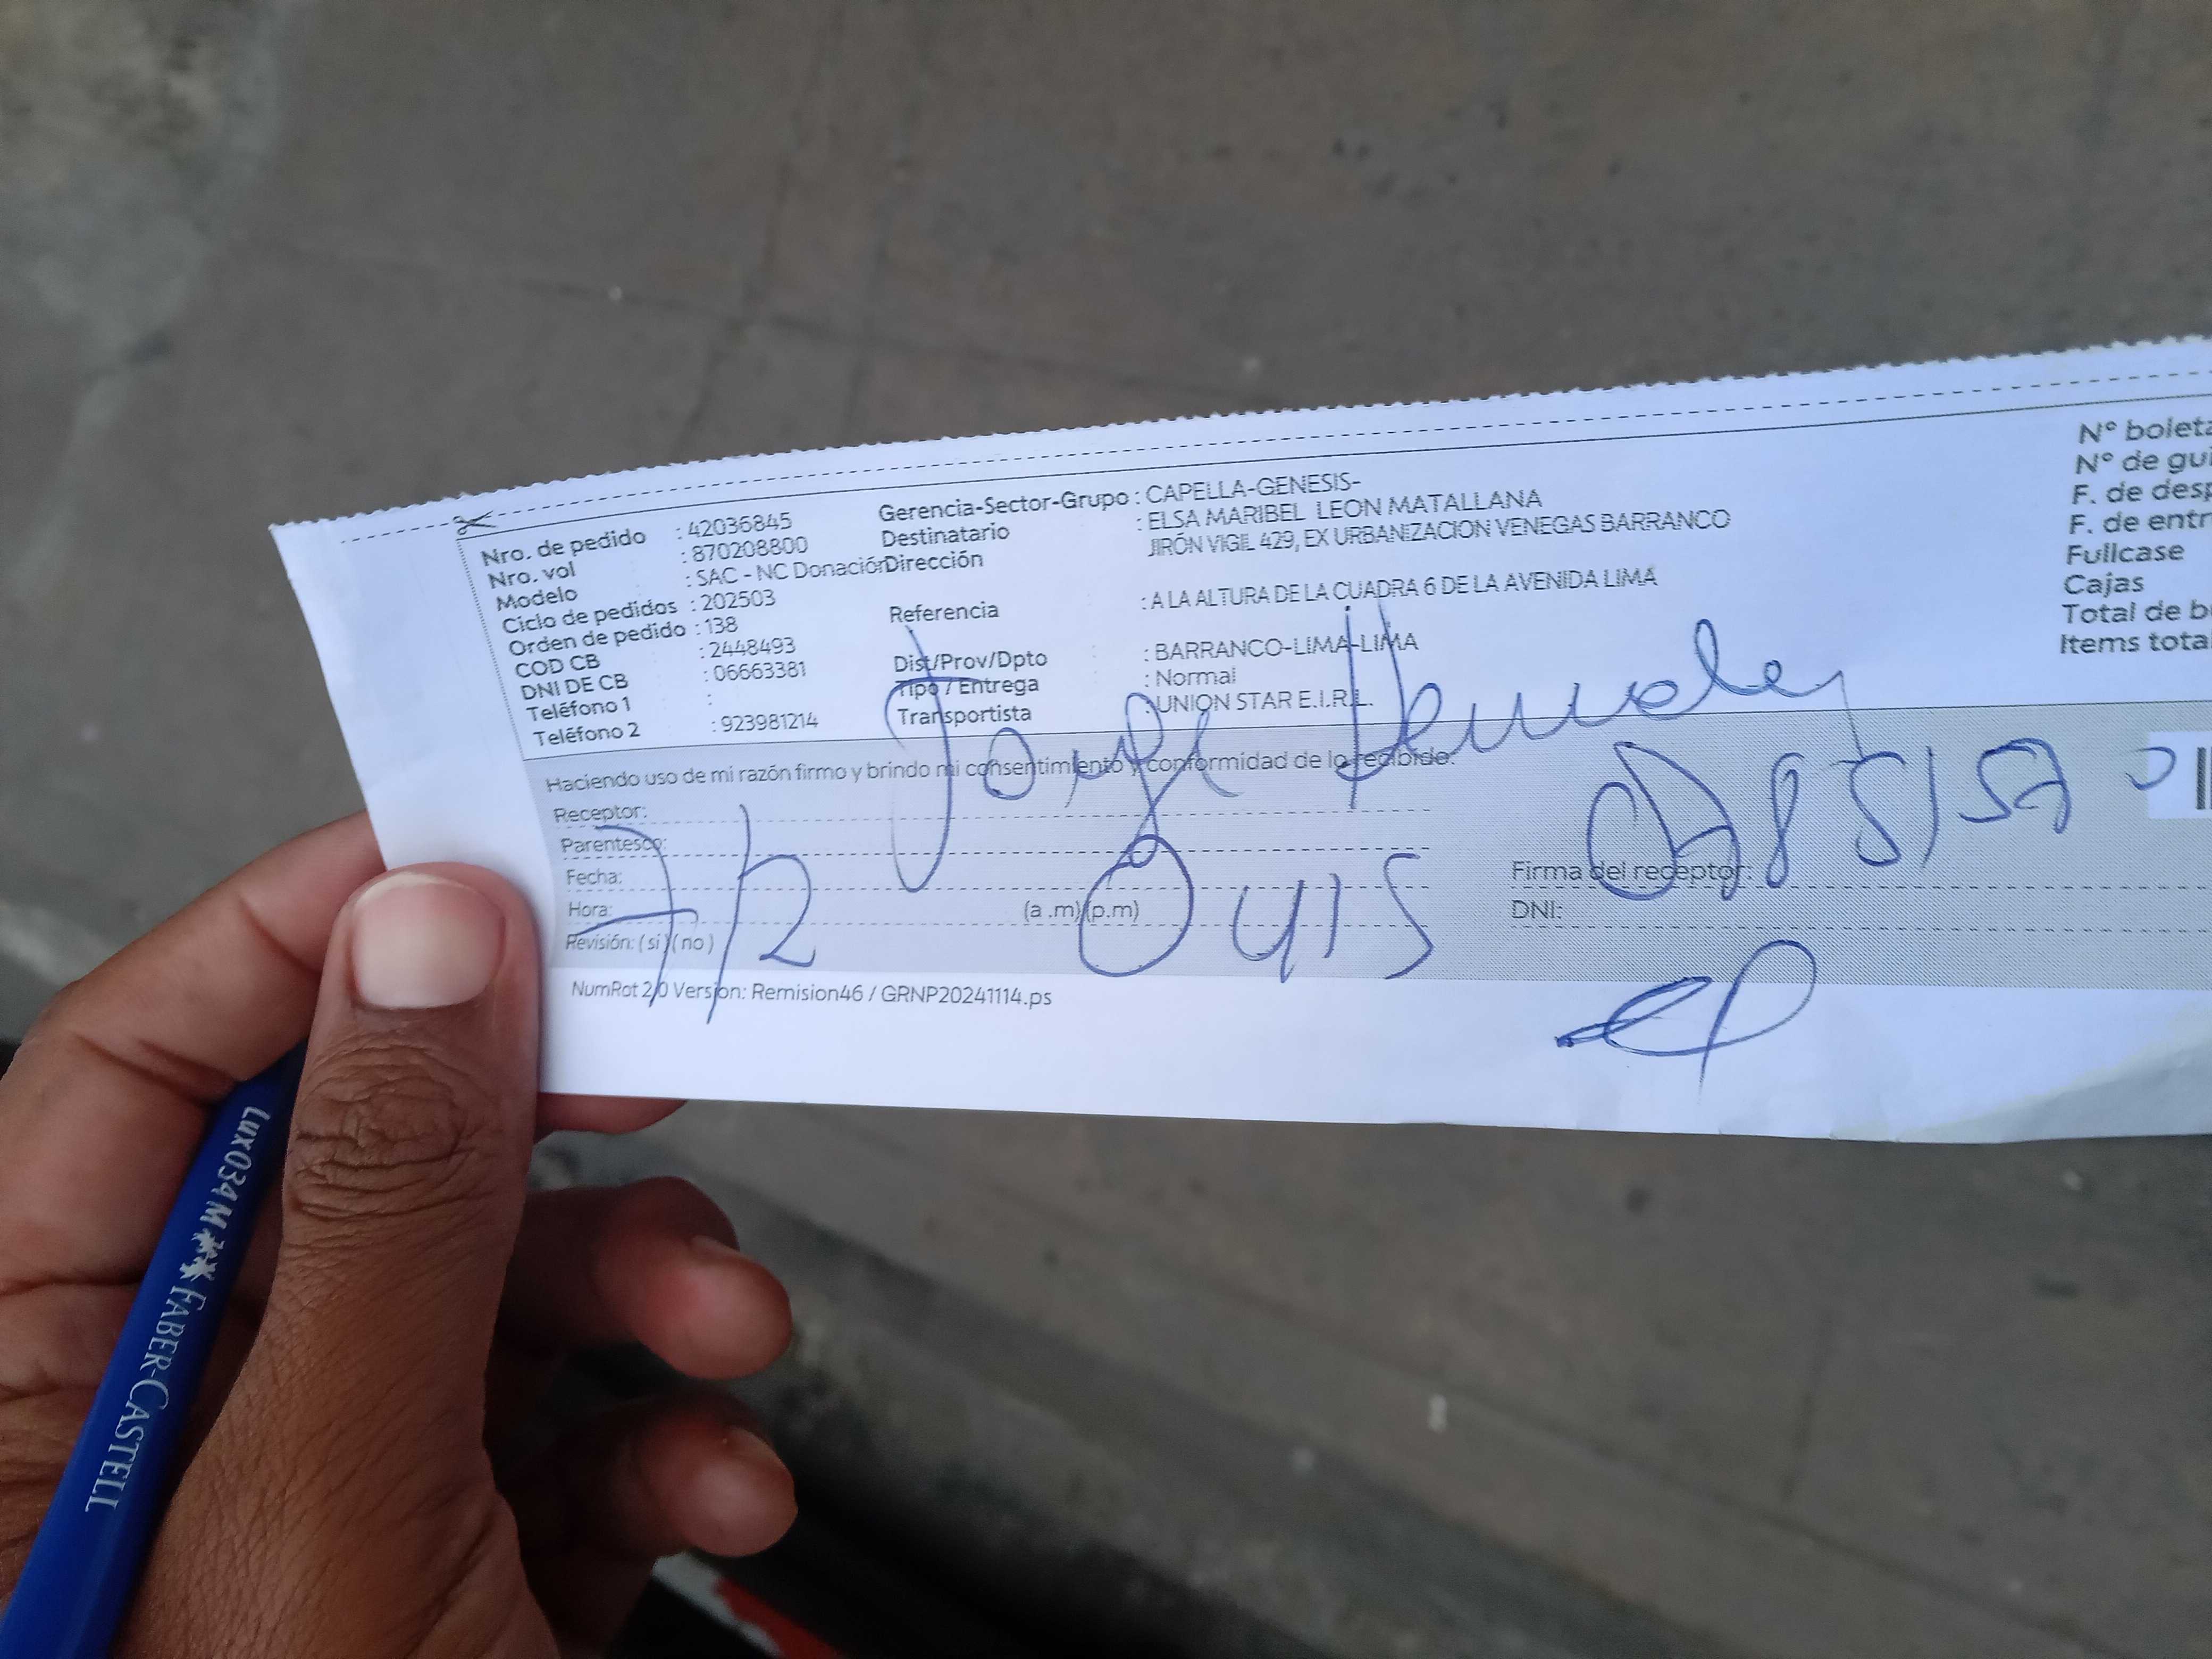 Nro. de pedido : 42036845
Nro. vol : 870208800
Modelo : SAC - NC Donación
Ciclo de pedidos : 202503
Orden de pedido : 138
COD CB : 2448493
DNI DE CB : 06663381
Teléfono 1 :
Teléfono 2 : 923981214
Gerencia-Sector-Grupo : CAPELLA-GENESIS-
Destinatario : ELSA MARIBEL LEON MATALLANA
Dirección JIRÓN VIGIL 429, EX URBANIZACION VENEGAS BARRANCO
Referencia : A LA ALTURA DE LA CUADRA 6 DE LA AVENIDA LIMA
Dist/Prov/Dpto : BARRANCO-LIMA-LIMA
Tipo / Entrega : Normal
Transportista : UNION STAR E.I.R.L.
N° boleta
N° de gui
F. de desp
F. de entr
Fullcase
Cajas
Total de b
Items tota
Haciendo uso de mi razón firmo y brindo mi consentimiento y conformidad de lo recibido.
Receptor:
Parentesco:
Fecha:
Hora: (a .m) (p.m)
Revisión: ( si ) ( no )
Firma del receptor:
DNI:
7/2
NumRot 2.0 Version: Remision46 / GRNP20241114.ps
Lux034M FABER-CASTELL